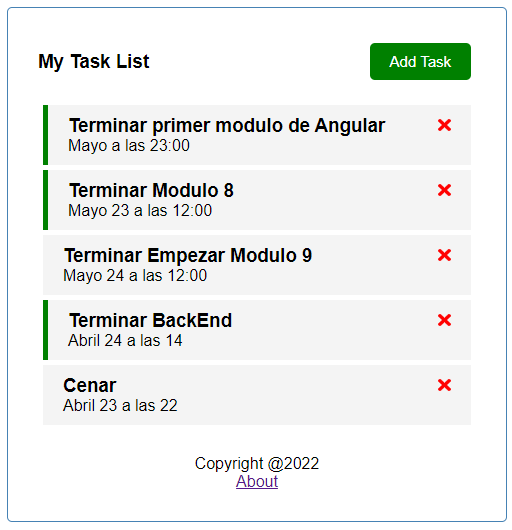 My Task List
Add Task
Terminar primer modulo de Angular
Mayo a las 23:00
Terminar Modulo 8
Mayo 23 a las 12:00
Terminar Empezar Modulo 9
Mayo 24 a las 12:00
Terminar BackEnd
Abril 24 a las 14
Cenar
Abril 23 a las 22
Copyright @2022
About